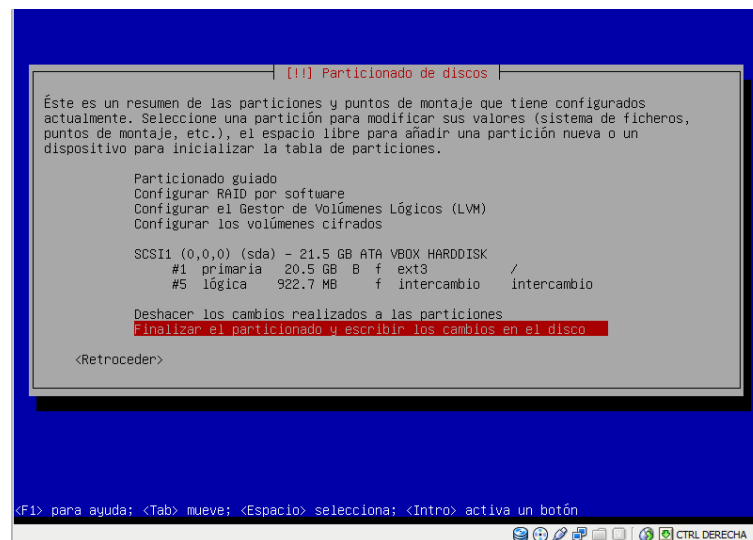 [!!] Particionado de discos
Éste es un resumen de las particiones y puntos de montaje que tiene configurados
actualmente. Seleccione una partición para modificar sus valores (sistema de ficheros,
puntos de montaje, etc.), el espacio libre para añadir una partición nueva o un
dispositivo para inicializar la tabla de particiones.
Particionado guiado
Configurar RAID por software
Configurar el Gestor de Volúmenes Lógicos (LVM)
Configurar los volúmenes cifrados
SCSI1 (0,0,0) (sda) – 21.5 GB ATA VBOX HARDDISK
#1 primaria 20.5 GB B f ext3 /
#5 lógica 922.7 MB f intercambio intercambio
Deshacer los cambios realizados a las particiones
Finalizar el particionado y escribir los cambios en el disco
<Retroceder>
<F1> para ayuda; <Tab> mueve; <Espacio> selecciona; <Intro> activa un botón
CTRL DERECHA